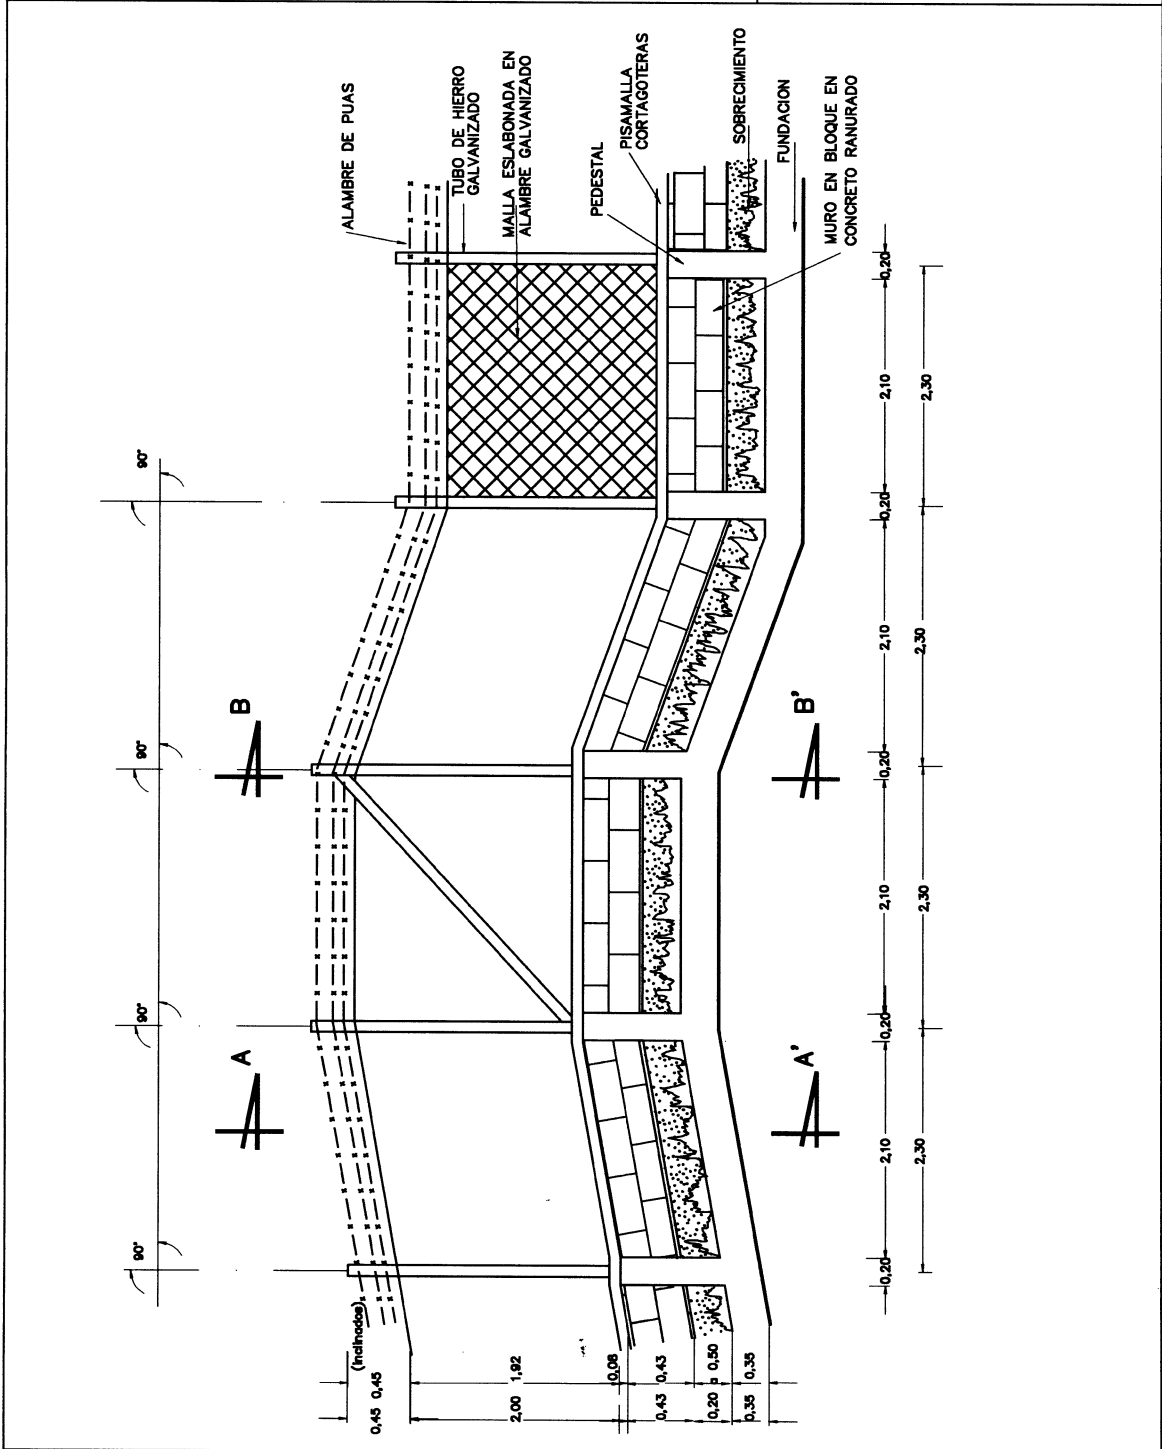 ALAMBRE DE PUAS
TUBO DE HIERRO
GALVANIZADO
MALLA ESLABONADA EN
ALAMBRE GALVANIZADO
PEDESTAL
PISAMALLA
CORTAGOTERAS
SOBRECIMIENTO
FUNDACION
MURO EN BLOQUE EN
CONCRETO RANURADO
90°
90°
90°
90°
A
B
A'
B'
(Inclinados)
0,45
1,92
0,08
0,43
0,50
0,35
0,45
2,00
0,43
0,20 a
0,35
0,20
2,10
0,20
2,10
0,20
2,10
0,20
2,10
0,20
2,30
2,30
2,30
2,30